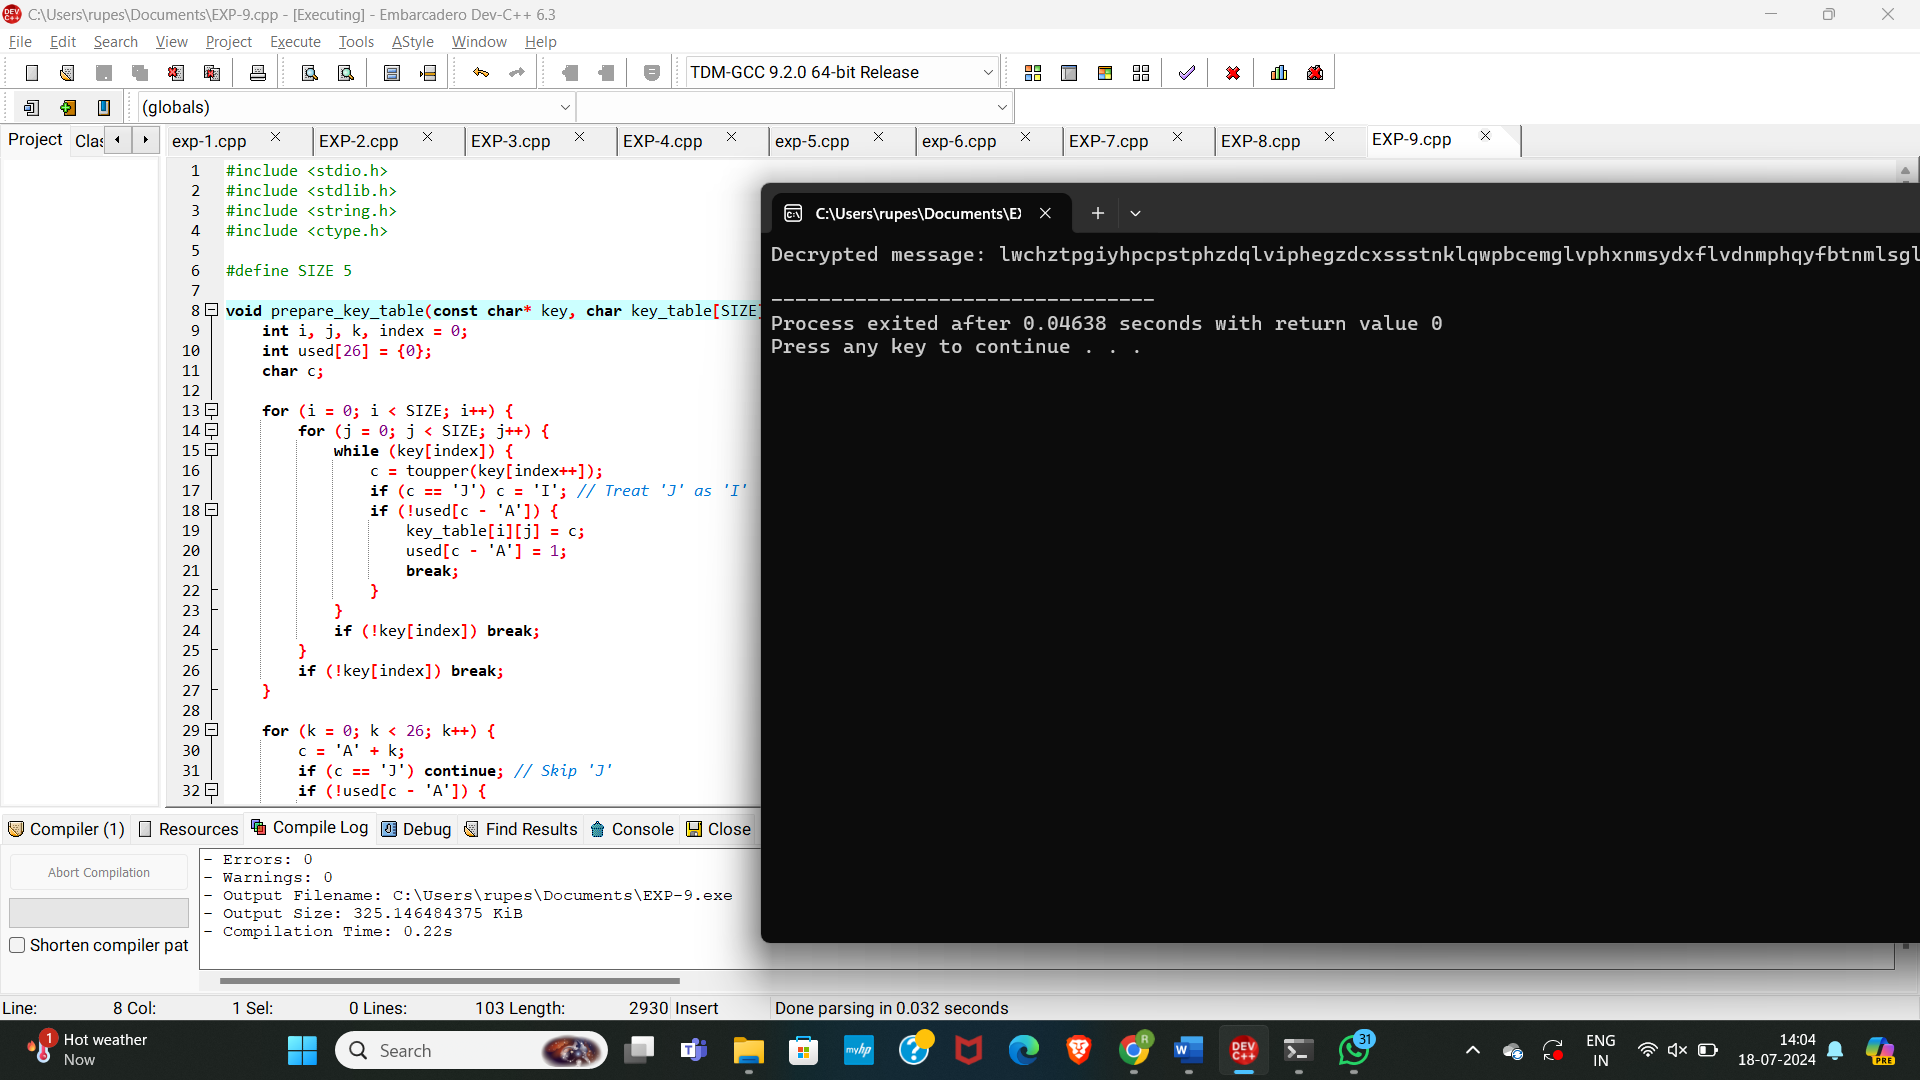 C:\Users\rupes\Documents\EXP-9.cpp - [Executing] - Embarcadero Dev-C++ 6.3
File Edit Search View Project Execute Tools AStyle Window Help
TDM-GCC 9.2.0 64-bit Release
(globals)
Project Clas exp-1.cpp EXP-2.cpp EXP-3.cpp EXP-4.cpp exp-5.cpp exp-6.cpp EXP-7.cpp EXP-8.cpp EXP-9.cpp
1 #include <stdio.h>
2 #include <stdlib.h>
3 #include <string.h>
4 #include <ctype.h>
5
6 #define SIZE 5
7
8 void prepare_key_table(const char* key, char key_table[SIZE]
9 int i, j, k, index = 0;
10 int used[26] = {0};
11 char c;
12
13 for (i = 0; i < SIZE; i++) {
14 for (j = 0; j < SIZE; j++) {
15 while (key[index]) {
16 c = toupper(key[index++]);
17 if (c == 'J') c = 'I'; // Treat 'J' as 'I'
18 if (!used[c - 'A']) {
19 key_table[i][j] = c;
20 used[c - 'A'] = 1;
21 break;
22 }
23 }
24 if (!key[index]) break;
25 }
26 if (!key[index]) break;
27 }
28
29 for (k = 0; k < 26; k++) {
30 c = 'A' + k;
31 if (c == 'J') continue; // Skip 'J'
32 if (!used[c - 'A']) {
C:\Users\rupes\Documents\EX
Decrypted message: lwchztpgiyhpcpstphzdqlviphegzdcxssstnklqwpbcemglvphxnmsydxflvdnmphqyfbtnmlsgl
--------------------------------
Process exited after 0.04638 seconds with return value 0
Press any key to continue . . .
Compiler (1) Resources Compile Log Debug Find Results Console Close
Abort Compilation
Shorten compiler pat
- Errors: 0
- Warnings: 0
- Output Filename: C:\Users\rupes\Documents\EXP-9.exe
- Output Size: 325.146484375 KiB
- Compilation Time: 0.22s
Line: 8 Col: 1 Sel: 0 Lines: 103 Length: 2930 Insert Done parsing in 0.032 seconds
1 Hot weather
Now
Search
myhp
R
DEV C++
31
ENG
IN
14:04
18-07-2024
PRE